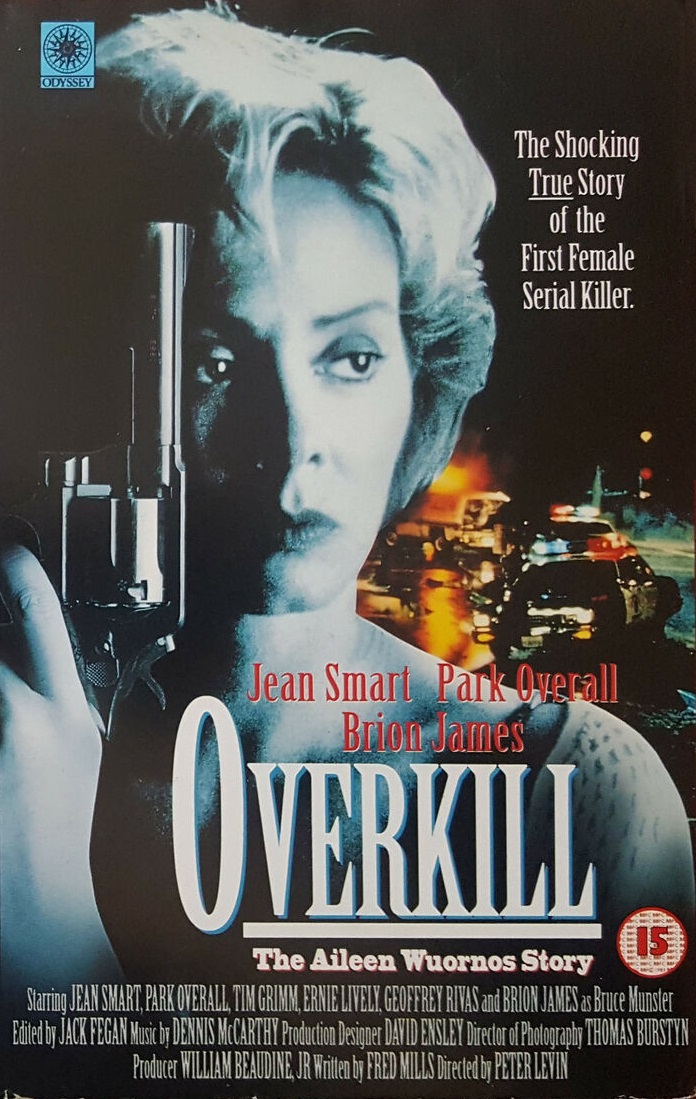 ODYSSEY
The Shocking
True Story
of the
First Female
Serial Killer.
Jean Smart Park Overall
Brion James
OVERKILL
The Aileen Wuornos Story
15
Starring JEAN SMART, PARK OVERALL, TIM GRIMM, ERNIE LIVELY, GEOFFREY RIVAS and BRION JAMES as Bruce Munster
Edited by JACK FEGAN Music by DENNIS McCARTHY Production Designer DAVID ENSLEY Director of Photography THOMAS BURSTYN
Producer WILLIAM BEAUDINE, JR Written by FRED MILLS Directed by PETER LEVIN